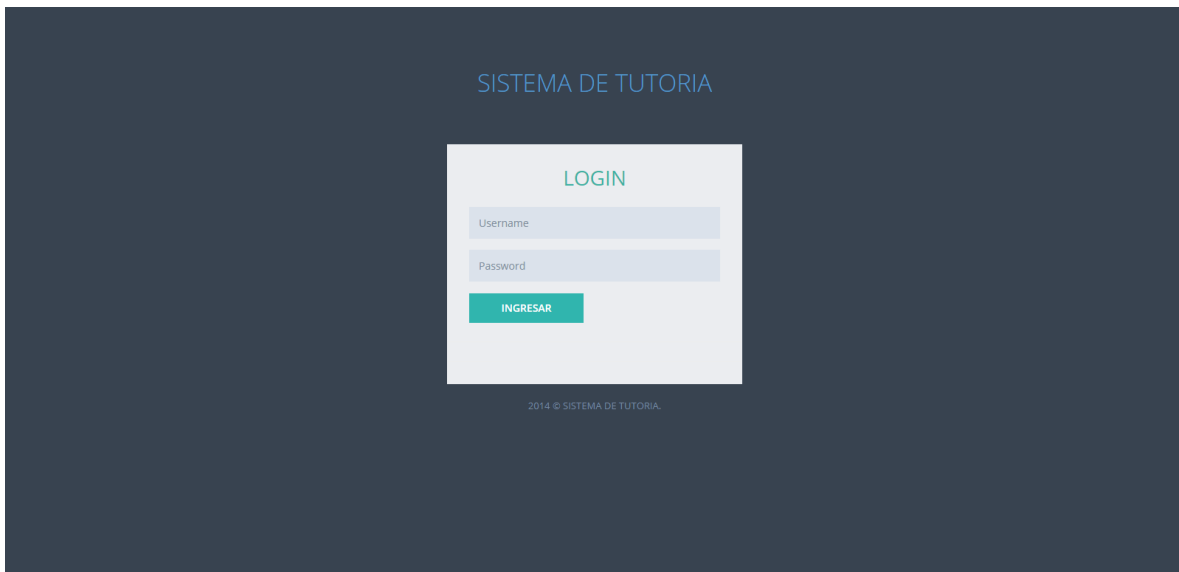 SISTEMA DE TUTORIA
LOGIN
Username
Password
INGRESAR
2014 © SISTEMA DE TUTORIA.